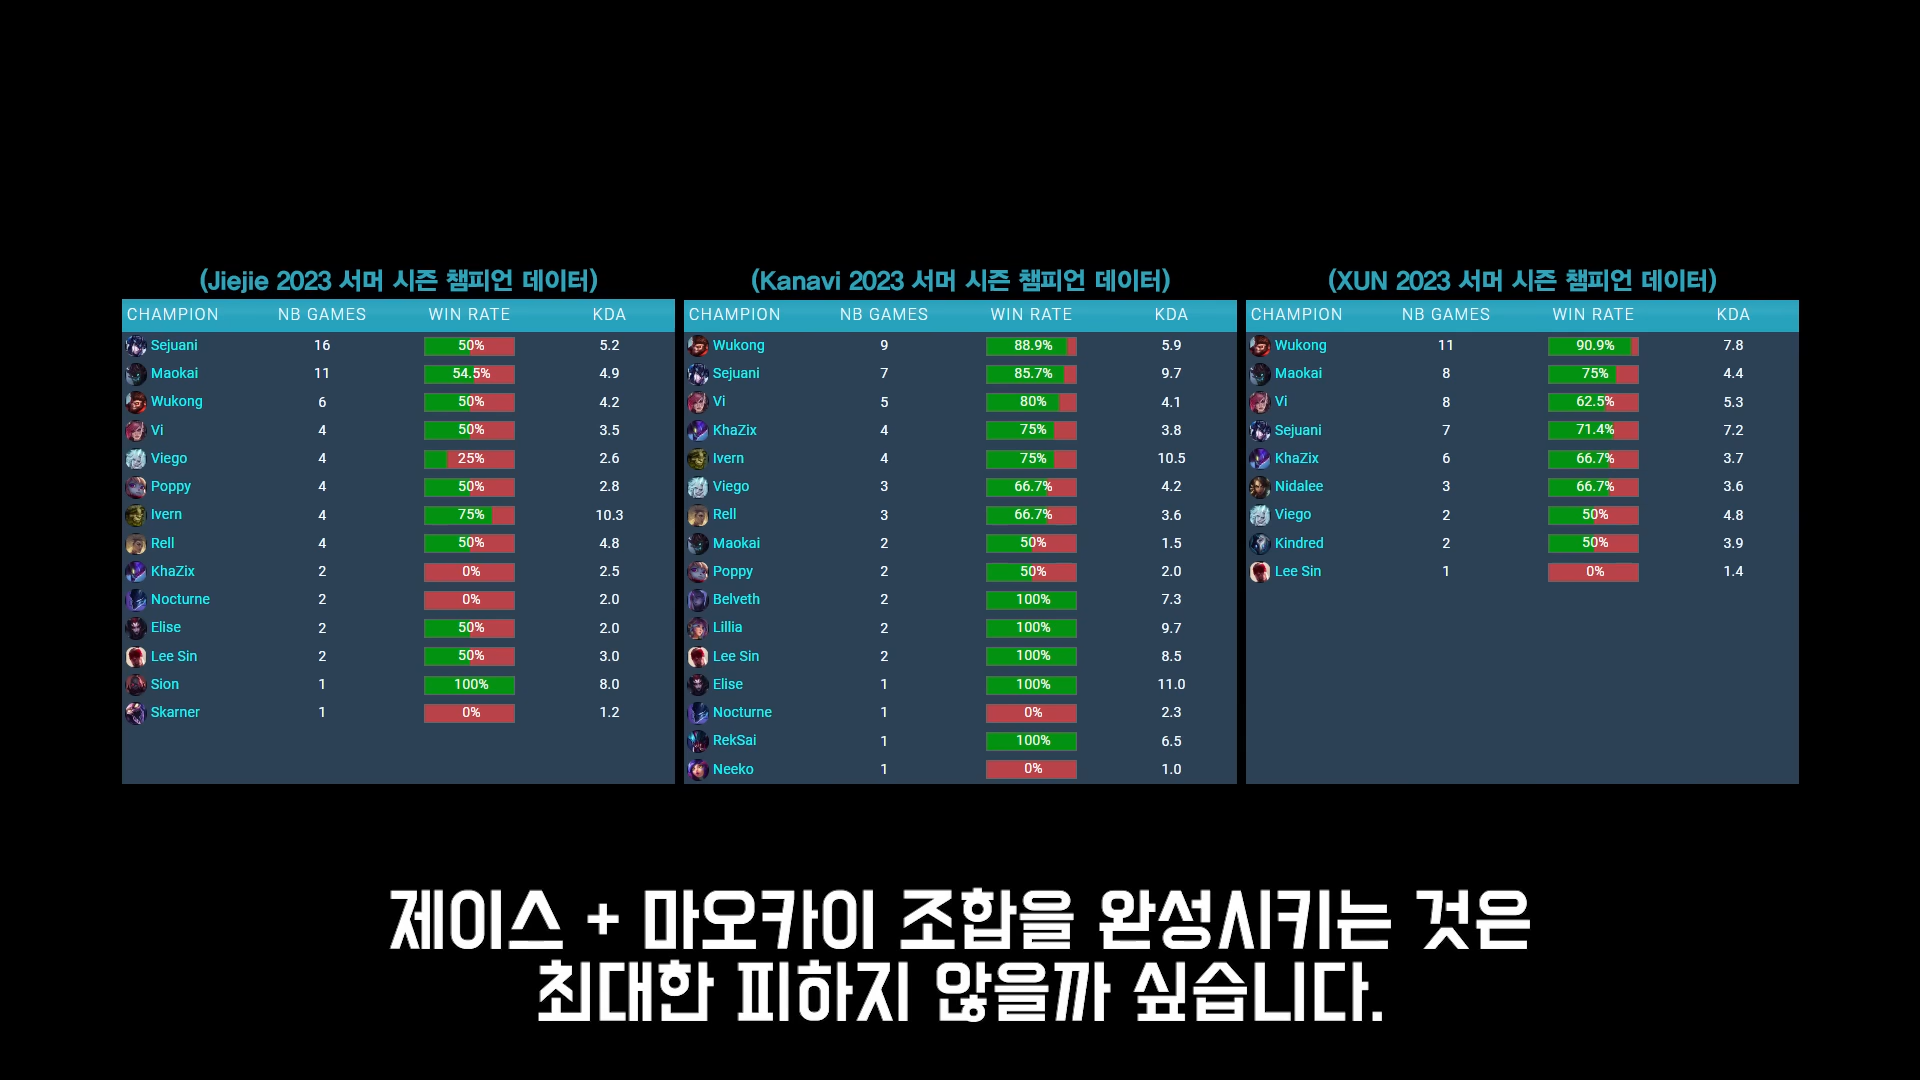 (Jiejie 2023 서머 시즌 챔피언 데이터)
CHAMPION NB GAMES WIN RATE KDA
Sejuani 16 50% 5.2
Maokai 11 54.5% 4.9
Wukong 6 50% 4.2
Vi 4 50% 3.5
Viego 4 25% 2.6
Poppy 4 50% 2.8
Ivern 4 75% 10.3
Rell 4 50% 4.8
KhaZix 2 0% 2.5
Nocturne 2 0% 2.0
Elise 2 50% 2.0
Lee Sin 2 50% 3.0
Sion 1 100% 8.0
Skarner 1 0% 1.2
(Kanavi 2023 서머 시즌 챔피언 데이터)
CHAMPION NB GAMES WIN RATE KDA
Wukong 9 88.9% 5.9
Sejuani 7 85.7% 9.7
Vi 5 80% 4.1
KhaZix 4 75% 3.8
Ivern 4 75% 10.5
Viego 3 66.7% 4.2
Rell 3 66.7% 3.6
Maokai 2 50% 1.5
Poppy 2 50% 2.0
Belveth 2 100% 7.3
Lillia 2 100% 9.7
Lee Sin 2 100% 8.5
Elise 1 100% 11.0
Nocturne 1 0% 2.3
RekSai 1 100% 6.5
Neeko 1 0% 1.0
(XUN 2023 서머 시즌 챔피언 데이터)
CHAMPION NB GAMES WIN RATE KDA
Wukong 11 90.9% 7.8
Maokai 8 75% 4.4
Vi 8 62.5% 5.3
Sejuani 7 71.4% 7.2
KhaZix 6 66.7% 3.7
Nidalee 3 66.7% 3.6
Viego 2 50% 4.8
Kindred 2 50% 3.9
Lee Sin 1 0% 1.4
제이스 + 마오카이 조합을 완성시키는 것은
최대한 피하지 않을까 싶습니다.